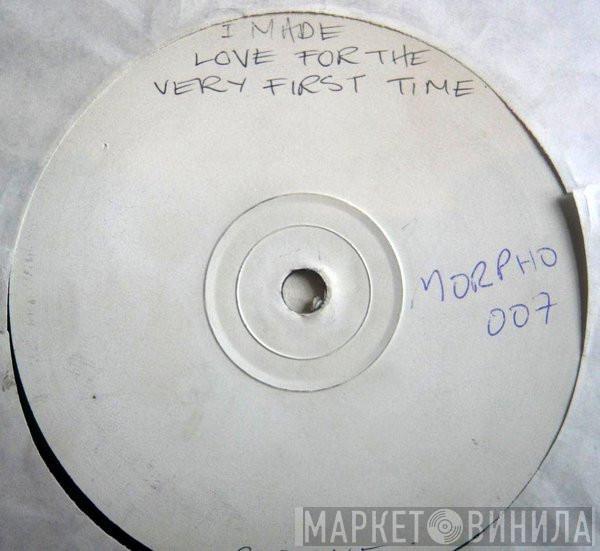 I MADE
LOVE FOR THE
VERY FIRST TIME
MORPHO
007
МАРКЕТ ВИНИЛА